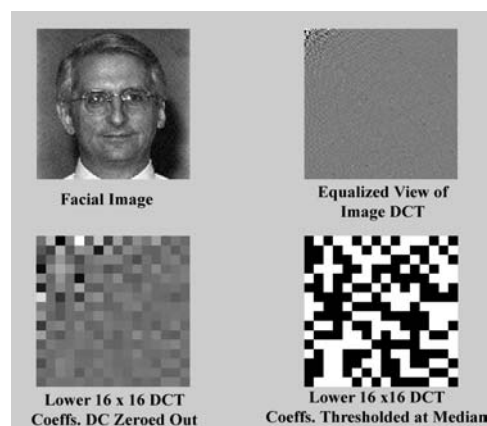 Facial Image
Equalized View of
Image DCT
Lower 16 x 16 DCT
Coeffs. DC Zeroed Out
Lower 16 x16 DCT
Coeffs. Thresholded at Median